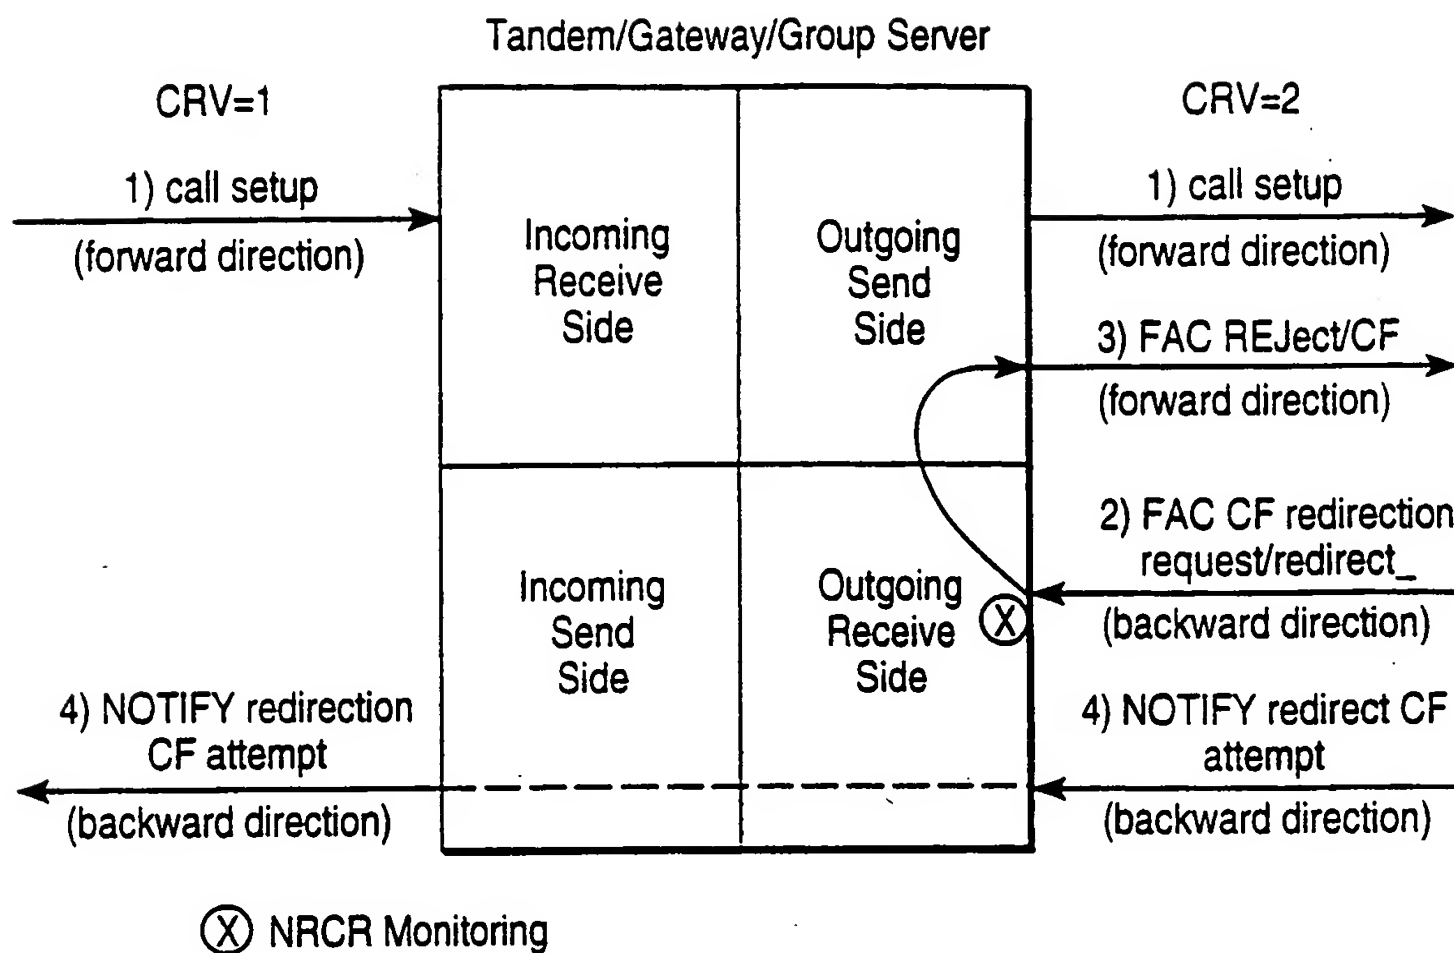 Tandem/Gateway/Group Server
CRV=1
CRV=2
1) call setup
(forward direction)
Incoming
Receive
Side
Outgoing
Send
Side
1) call setup
(forward direction)
3) FAC REJect/CF
(forward direction)
2) FAC CF redirection
request/redirect_
(backward direction)
Incoming
Send
Side
Outgoing
Receive
Side
X
4) NOTIFY redirection
CF attempt
(backward direction)
4) NOTIFY redirect CF
attempt
(backward direction)
X NRCR Monitoring